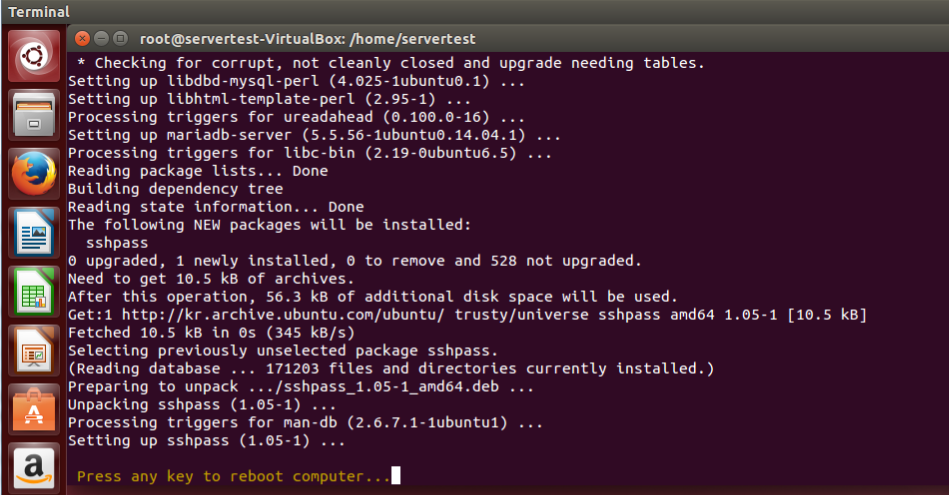 Terminal
root@servertest-VirtualBox: /home/servertest
* Checking for corrupt, not cleanly closed and upgrade needing tables.
Setting up libdbd-mysql-perl (4.025-1ubuntu0.1) ...
Setting up libhtml-template-perl (2.95-1) ...
Processing triggers for ureadahead (0.100.0-16) ...
Setting up mariadb-server (5.5.56-1ubuntu0.14.04.1) ...
Processing triggers for libc-bin (2.19-0ubuntu6.5) ...
Reading package lists... Done
Building dependency tree
Reading state information... Done
The following NEW packages will be installed:
sshpass
0 upgraded, 1 newly installed, 0 to remove and 528 not upgraded.
Need to get 10.5 kB of archives.
After this operation, 56.3 kB of additional disk space will be used.
Get:1 http://kr.archive.ubuntu.com/ubuntu/ trusty/universe sshpass amd64 1.05-1 [10.5 kB]
Fetched 10.5 kB in 0s (345 kB/s)
Selecting previously unselected package sshpass.
(Reading database ... 171203 files and directories currently installed.)
Preparing to unpack .../sshpass_1.05-1_amd64.deb ...
Unpacking sshpass (1.05-1) ...
Processing triggers for man-db (2.6.7.1-1ubuntu1) ...
Setting up sshpass (1.05-1) ...
Press any key to reboot computer...